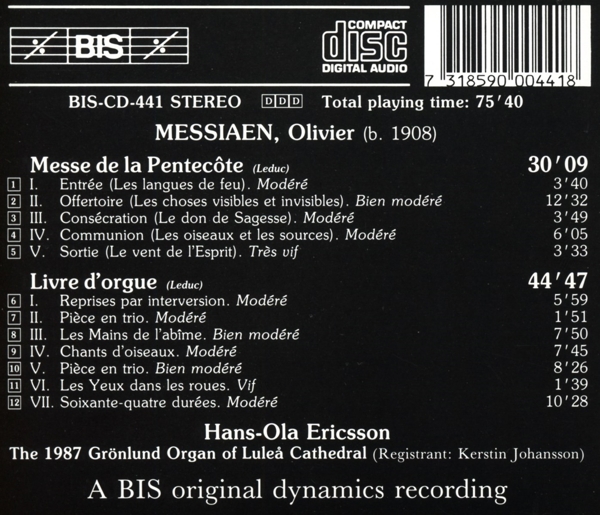 BIS
COMPACT
disc
DIGITAL AUDIO
7 318590 004418
BIS-CD-441 STEREO D D D Total playing time: 75'40
MESSIAEN, Olivier (b. 1908)
Messe de la Pentecôte (Leduc) 30'09
1 I. Entrée (Les langues de feu). Modéré 3'40
2 II. Offertoire (Les choses visibles et invisibles). Bien modéré 12'32
3 III. Consécration (Le don de Sagesse). Modéré 3'49
4 IV. Communion (Les oiseaux et les sources). Modéré 6'05
5 V. Sortie (Le vent de l'Esprit). Très vif 3'33
Livre d'orgue (Leduc) 44'47
6 I. Reprises par interversion. Modéré 5'59
7 II. Pièce en trio. Modéré 1'51
8 III. Les Mains de l'abîme. Bien modéré 7'50
9 IV. Chants d'oiseaux. Modéré 7'45
10 V. Pièce en trio. Bien modéré 8'26
11 VI. Les Yeux dans les roues. Vif 1'39
12 VII. Soixante-quatre durées. Modéré 10'28
Hans-Ola Ericsson
The 1987 Grönlund Organ of Luleå Cathedral (Registrant: Kerstin Johansson)
A BIS original dynamics recording